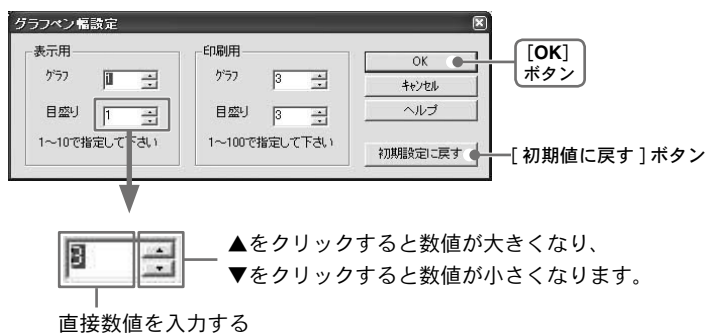 グラフペン幅設定
表示用
グラフ 1
目盛り 1
1～10で指定して下さい
印刷用
グラフ 3
目盛り 3
1～100で指定して下さい
OK
キャンセル
ヘルプ
初期設定に戻す
[OK]
ボタン
[ 初期値に戻す ] ボタン
3
▲をクリックすると数値が大きくなり、
▼をクリックすると数値が小さくなります。
直接数値を入力する